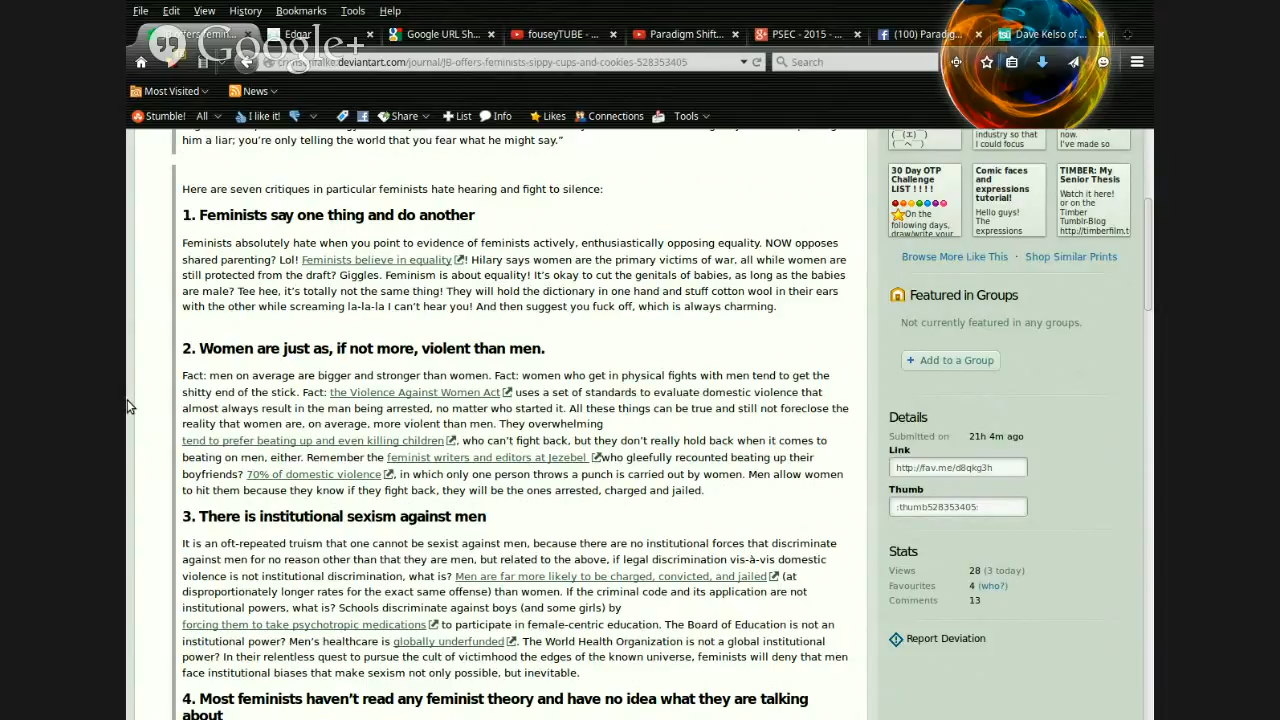 File Edit View History Bookmarks Tools Help
Google+
Edgar
Google URL Sh...
fouseyTUBE - ...
Paradigm Shift...
PSEC - 2015 - ...
(100) Paradig...
Dave Kelso of ...
deviantart.com/journal/JB-offers-feminists-sippy-cups-and-cookies-528353405
Search
Most Visited News
Stumble! All I like it! Share List Info Likes Connections Tools
him a liar; you're only telling the world that you fear what he might say."
Here are seven critiques in particular feminists hate hearing and fight to silence:
1. Feminists say one thing and do another
Feminists absolutely hate when you point to evidence of feminists actively, enthusiastically opposing equality. NOW opposes
shared parenting? Lol! Feminists believe in equality! Hilary says women are the primary victims of war, all while women are
still protected from the draft? Giggles. Feminism is about equality! It's okay to cut the genitals of babies, as long as the babies
are male? Tee hee, it's totally not the same thing! They will hold the dictionary in one hand and stuff cotton wool in their ears
with the other while screaming la-la-la I can't hear you! And then suggest you fuck off, which is always charming.
2. Women are just as, if not more, violent than men.
Fact: men on average are bigger and stronger than women. Fact: women who get in physical fights with men tend to get the
shitty end of the stick. Fact: the Violence Against Women Act uses a set of standards to evaluate domestic violence that
almost always result in the man being arrested, no matter who started it. All these things can be true and still not foreclose the
reality that women are, on average, more violent than men. They overwhelming
tend to prefer beating up and even killing children, who can't fight back, but they don't really hold back when it comes to
beating on men, either. Remember the feminist writers and editors at Jezebel who gleefully recounted beating up their
boyfriends? 70% of domestic violence, in which only one person throws a punch is carried out by women. Men allow women
to hit them because they know if they fight back, they will be the ones arrested, charged and jailed.
3. There is institutional sexism against men
It is an oft-repeated truism that one cannot be sexist against men, because there are no institutional forces that discriminate
against men for no reason other than that they are men, but related to the above, if legal discrimination vis-à-vis domestic
violence is not institutional discrimination, what is? Men are far more likely to be charged, convicted, and jailed (at
disproportionately longer rates for the exact same offense) than women. If the criminal code and its application are not
institutional powers, what is? Schools discriminate against boys (and some girls) by
forcing them to take psychotropic medications to participate in female-centric education. The Board of Education is not an
institutional power? Men's healthcare is globally underfunded. The World Health Organization is not a global institutional
power? In their relentless quest to pursue the cult of victimhood the edges of the known universe, feminists will deny that men
face institutional biases that make sexism not only possible, but inevitable.
4. Most feminists haven't read any feminist theory and have no idea what they are talking
about
industry so that
I could focus
now.
I've made so
30 Day OTP
Challenge
LIST ! ! ! !
On the
following days,
draw/write your
Comic faces
and
expressions
tutorial!
Hello guys!
The
expressions
TIMBER: My
Senior Thesis
Watch it here!
or on the
Timber
Tumblr-Blog
http://timberfilm.t
Browse More Like This · Shop Similar Prints
Featured in Groups
Not currently featured in any groups.
+ Add to a Group
Details
Submitted on 21h 4m ago
Link
http://fav.me/d8qkg3h
Thumb
:thumb528353405:
Stats
Views 28 (3 today)
Favourites 4 (who?)
Comments 13
Report Deviation